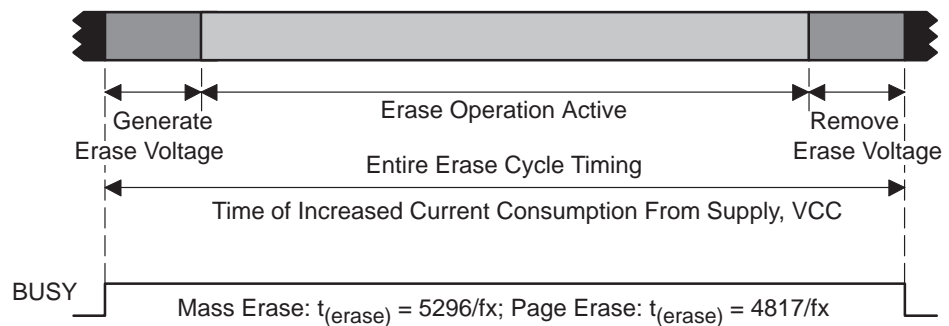 Generate
Erase Voltage
Erase Operation Active
Remove
Erase Voltage
Entire Erase Cycle Timing
Time of Increased Current Consumption From Supply, VCC
BUSY
Mass Erase: t(erase) = 5296/fx; Page Erase: t(erase) = 4817/fx